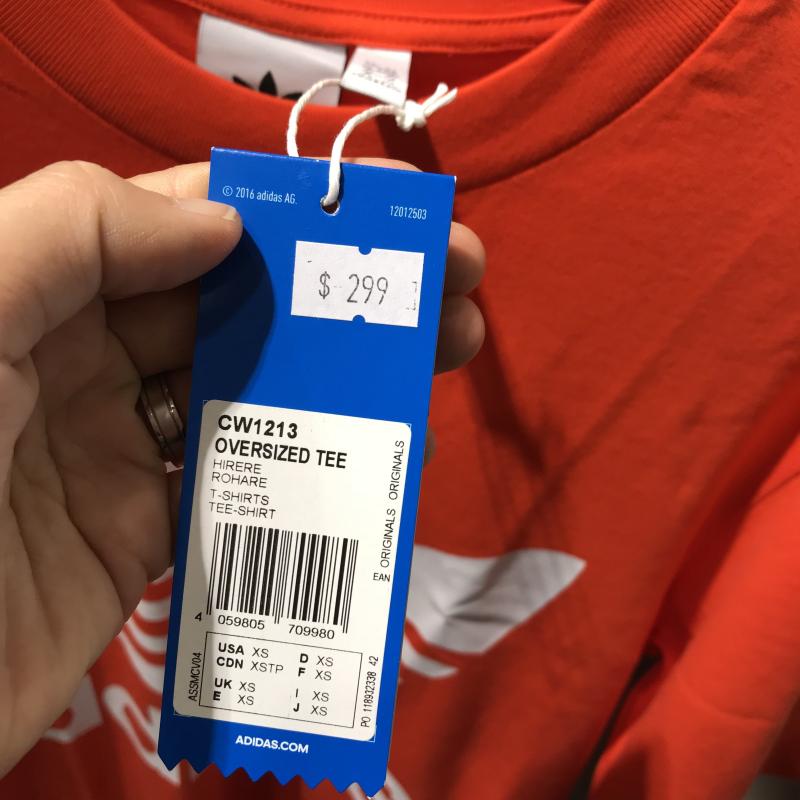 © 2016 adidas AG.
12012503
$ 299
CW1213
OVERSIZED TEE
HIRERE
ROHARE
T-SHIRTS
TEE-SHIRT
ORIGINALS ORIGINALS
EAN
4 059805 709980
ASSMCV04
USA XS D XS
CDN XSTP F XS
UK XS I XS
E XS J XS
PO 118932338 42
ADIDAS.COM